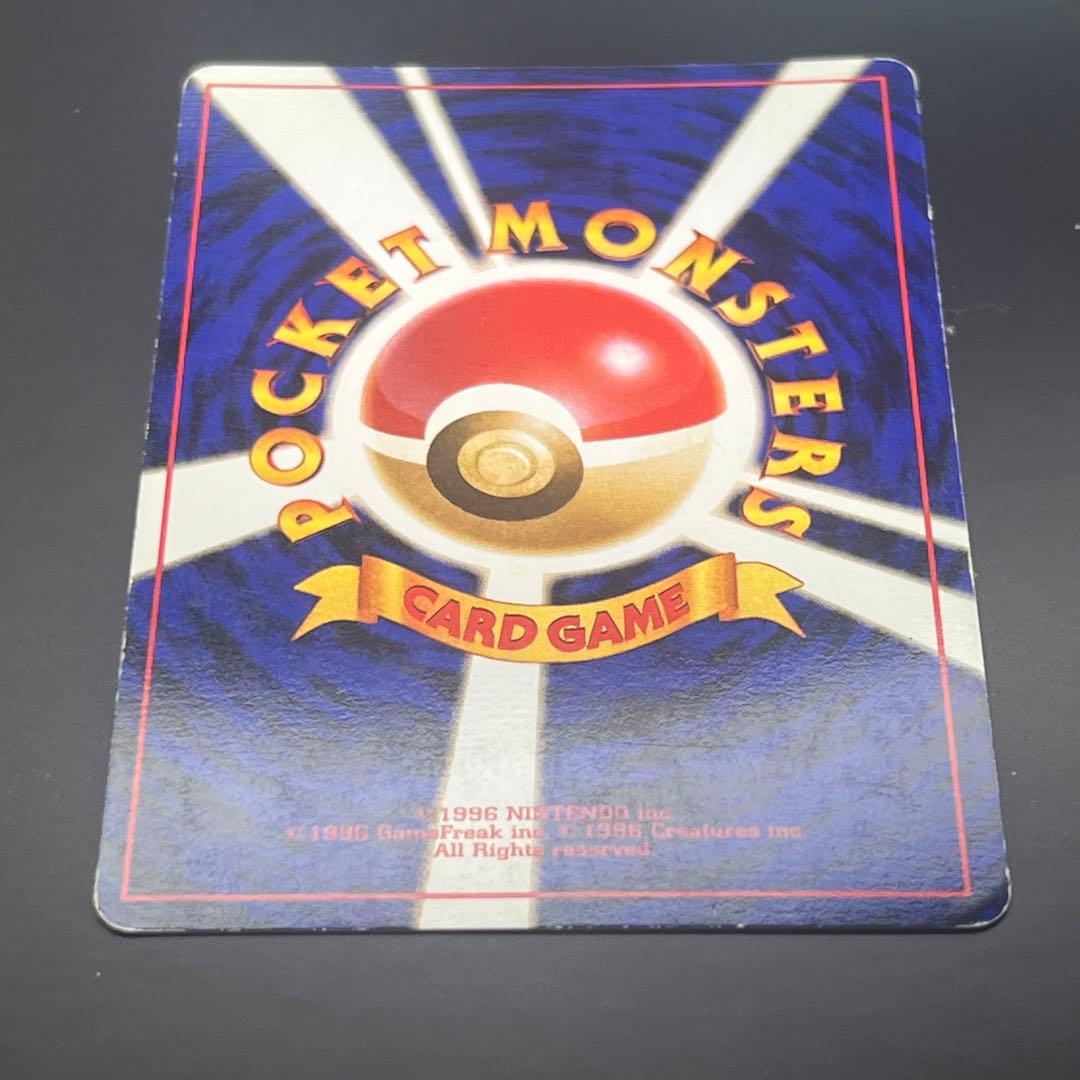 POCKET MONSTERS
CARD GAME
©1996 NINTENDO inc.
© 1996 GameFreak inc. © 1996 Creatures inc.
All Rights reserved.